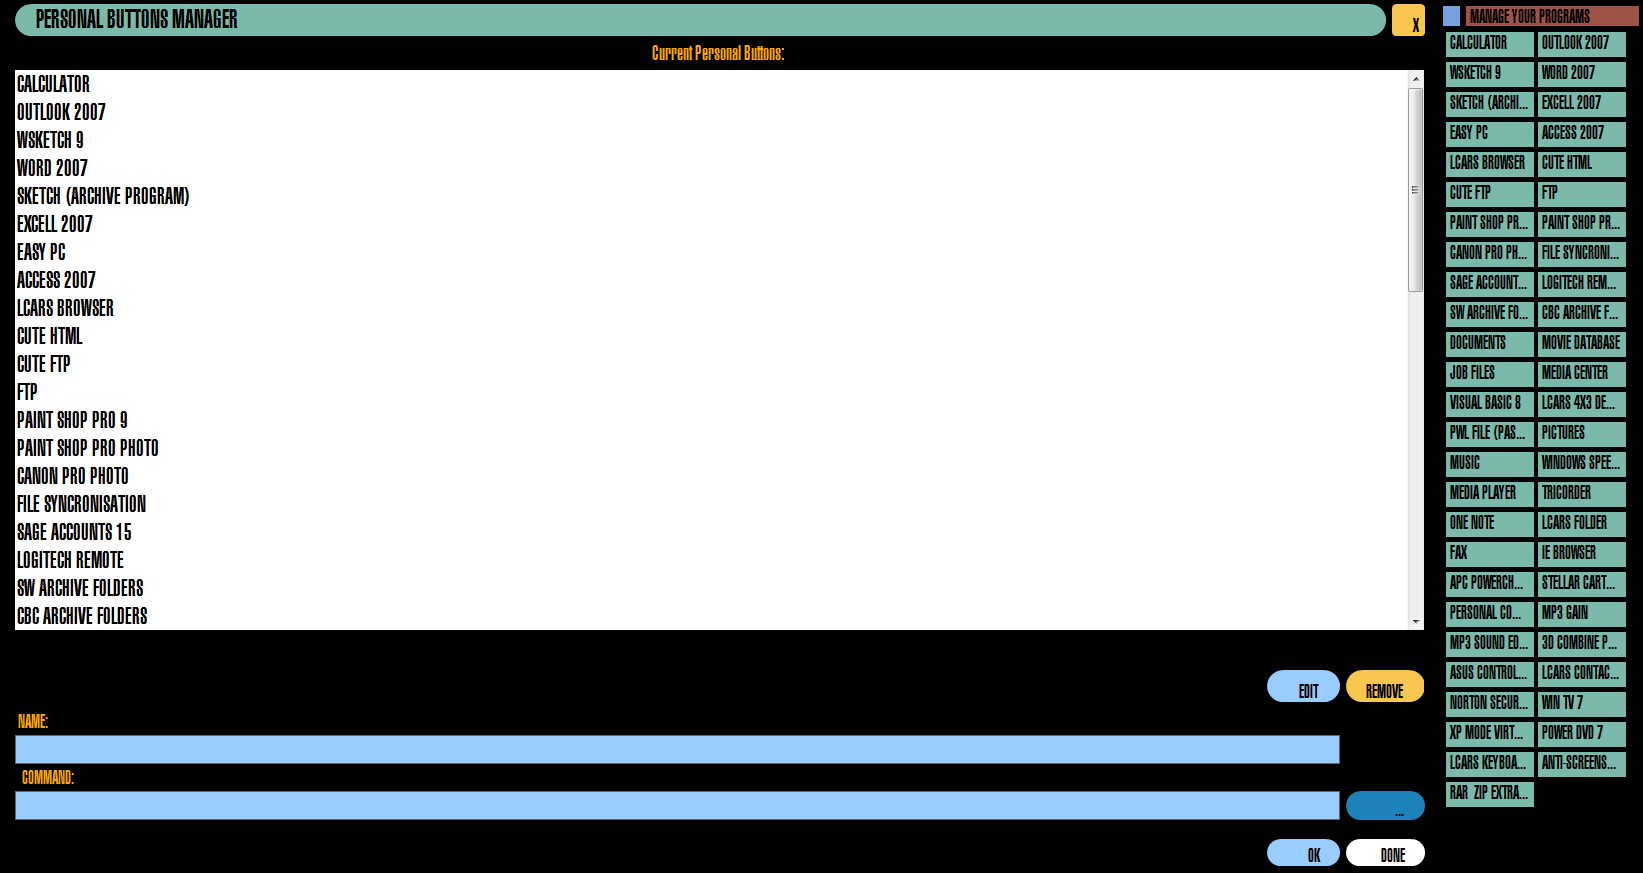 PERSONAL BUTTONS MANAGER
X
Current Personal Buttons:
CALCULATOR
OUTLOOK 2007
WSKETCH 9
WORD 2007
SKETCH (ARCHIVE PROGRAM)
EXCELL 2007
EASY PC
ACCESS 2007
LCARS BROWSER
CUTE HTML
CUTE FTP
FTP
PAINT SHOP PRO 9
PAINT SHOP PRO PHOTO
CANON PRO PHOTO
FILE SYNCRONISATION
SAGE ACCOUNTS 15
LOGITECH REMOTE
SW ARCHIVE FOLDERS
CBC ARCHIVE FOLDERS
EDIT
REMOVE
NAME:
COMMAND:
...
OK
DONE
MANAGE YOUR PROGRAMS
CALCULATOR
OUTLOOK 2007
WSKETCH 9
WORD 2007
SKETCH (ARCHI...
EXCELL 2007
EASY PC
ACCESS 2007
LCARS BROWSER
CUTE HTML
CUTE FTP
FTP
PAINT SHOP PR...
PAINT SHOP PR...
CANON PRO PH...
FILE SYNCRONI...
SAGE ACCOUNT...
LOGITECH REM...
SW ARCHIVE FO...
CBC ARCHIVE F...
DOCUMENTS
MOVIE DATABASE
JOB FILES
MEDIA CENTER
VISUAL BASIC 8
LCARS 4X3 DE...
PWL FILE (PAS...
PICTURES
MUSIC
WINDOWS SPEE...
MEDIA PLAYER
TRICORDER
ONE NOTE
LCARS FOLDER
FAX
IE BROWSER
APC POWERCH...
STELLAR CART...
PERSONAL CO...
MP3 GAIN
MP3 SOUND ED...
3D COMBINE P...
ASUS CONTROL...
LCARS CONTAC...
NORTON SECUR...
WIN TV 7
XP MODE VIRT...
POWER DVD 7
LCARS KEYBOA...
ANTI-SCREENS...
RAR ZIP EXTRA...